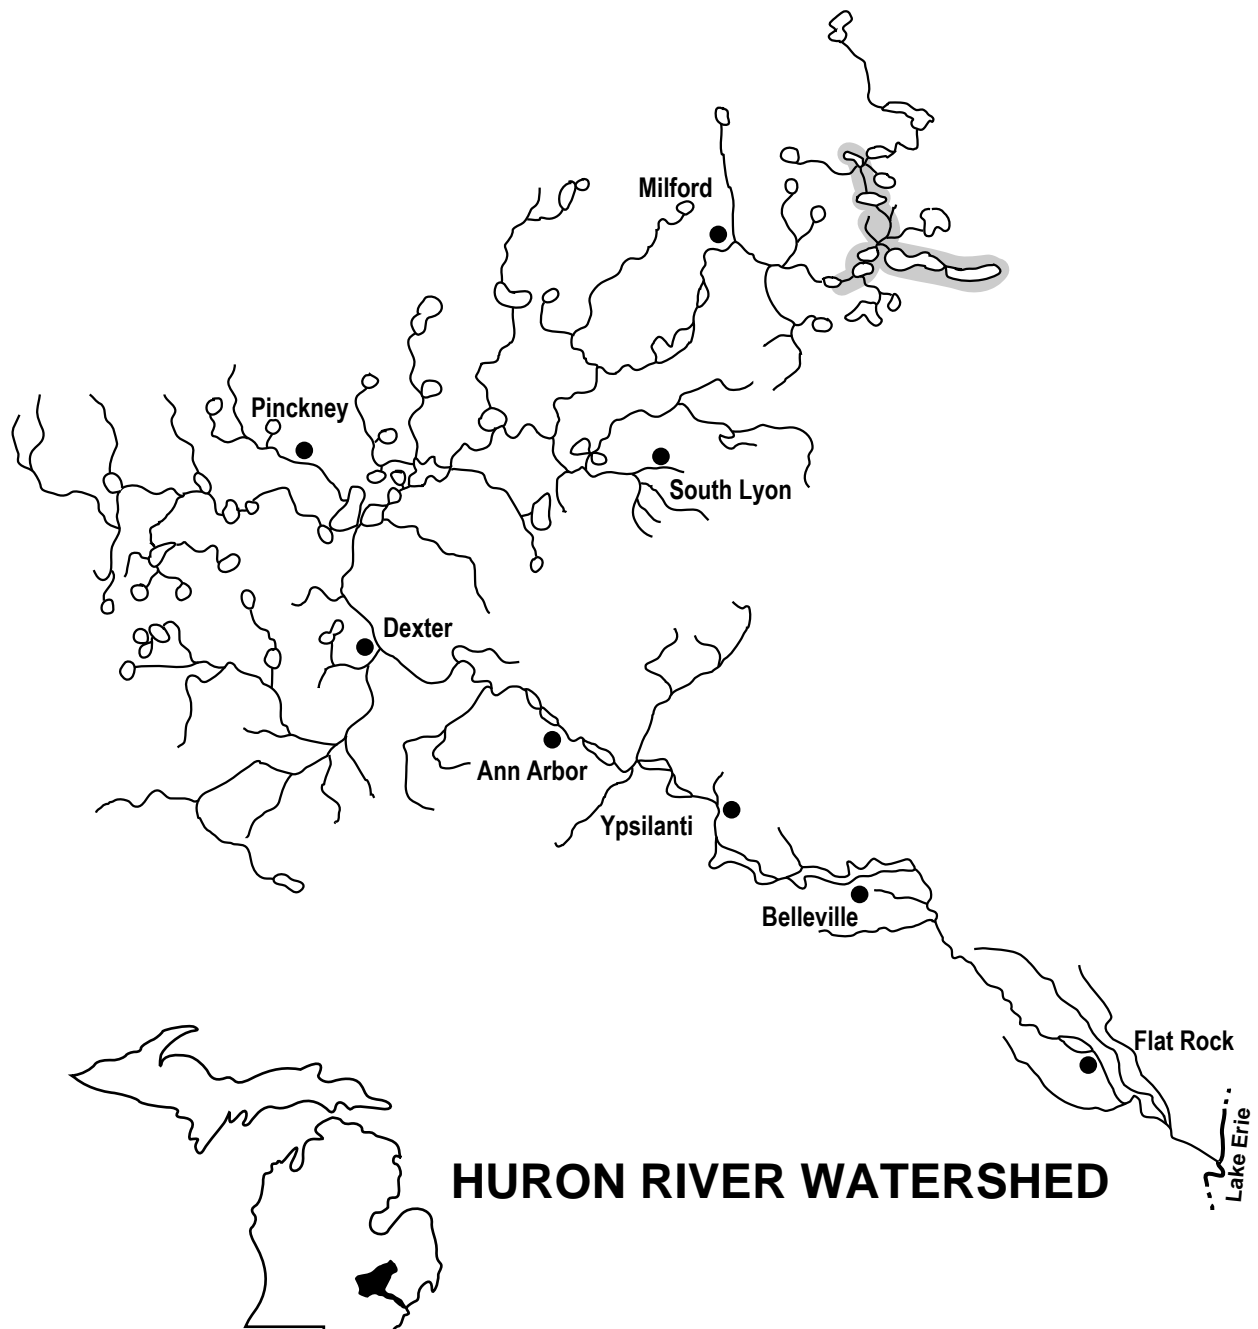 Milford
Pinckney
South Lyon
Dexter
Ann Arbor
Ypsilanti
Belleville
Flat Rock
Lake Erie
HURON RIVER WATERSHED